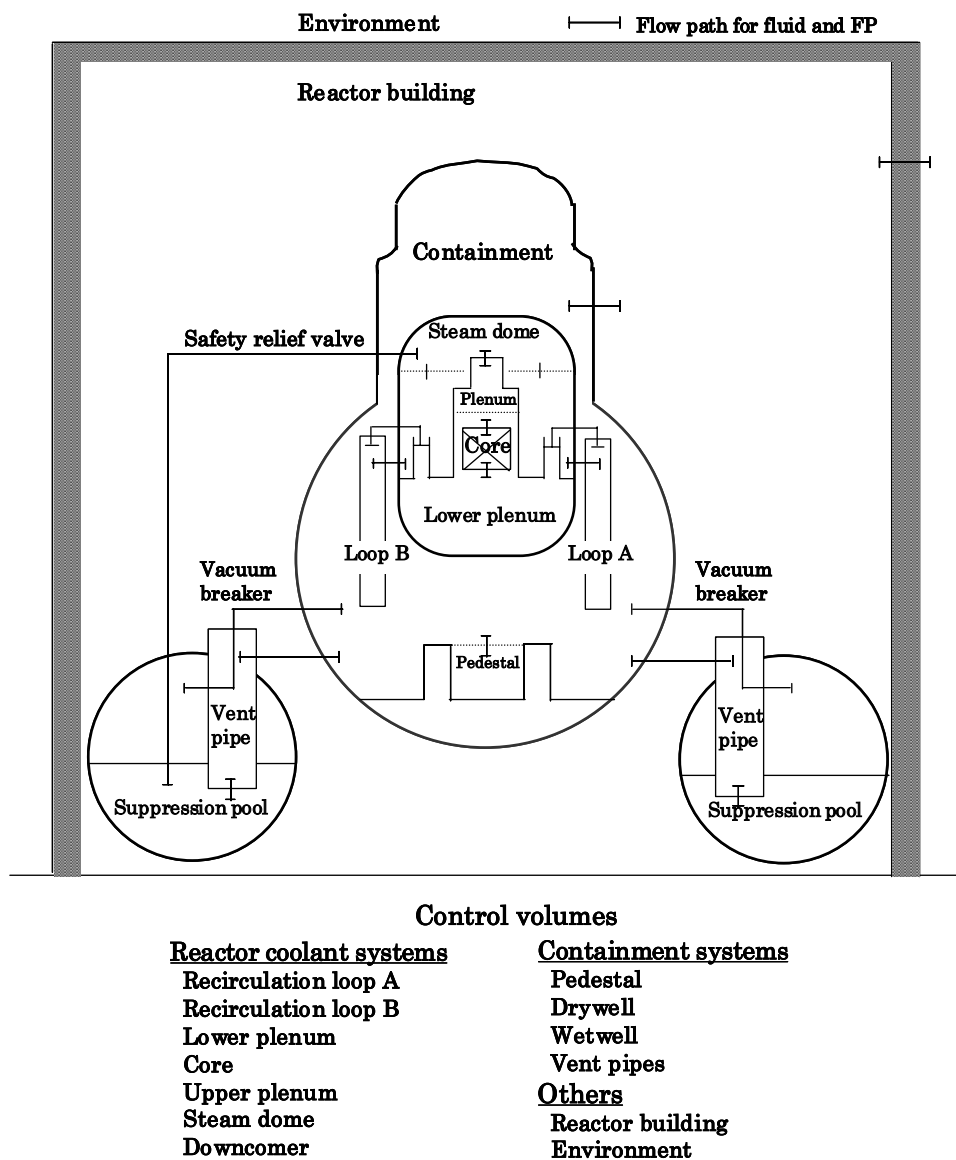 Environment
Flow path for fluid and FP
Reactor building
Containment
Safety relief valve
Steam dome
Plenum
Core
Lower plenum
Loop B
Loop A
Vacuum
breaker
Vacuum
breaker
Pedestal
Vent
pipe
Vent
pipe
Suppression pool
Suppression pool
Control volumes
Reactor coolant systems
Recirculation loop A
Recirculation loop B
Lower plenum
Core
Upper plenum
Steam dome
Downcomer
Containment systems
Pedestal
Drywell
Wetwell
Vent pipes
Others
Reactor building
Environment